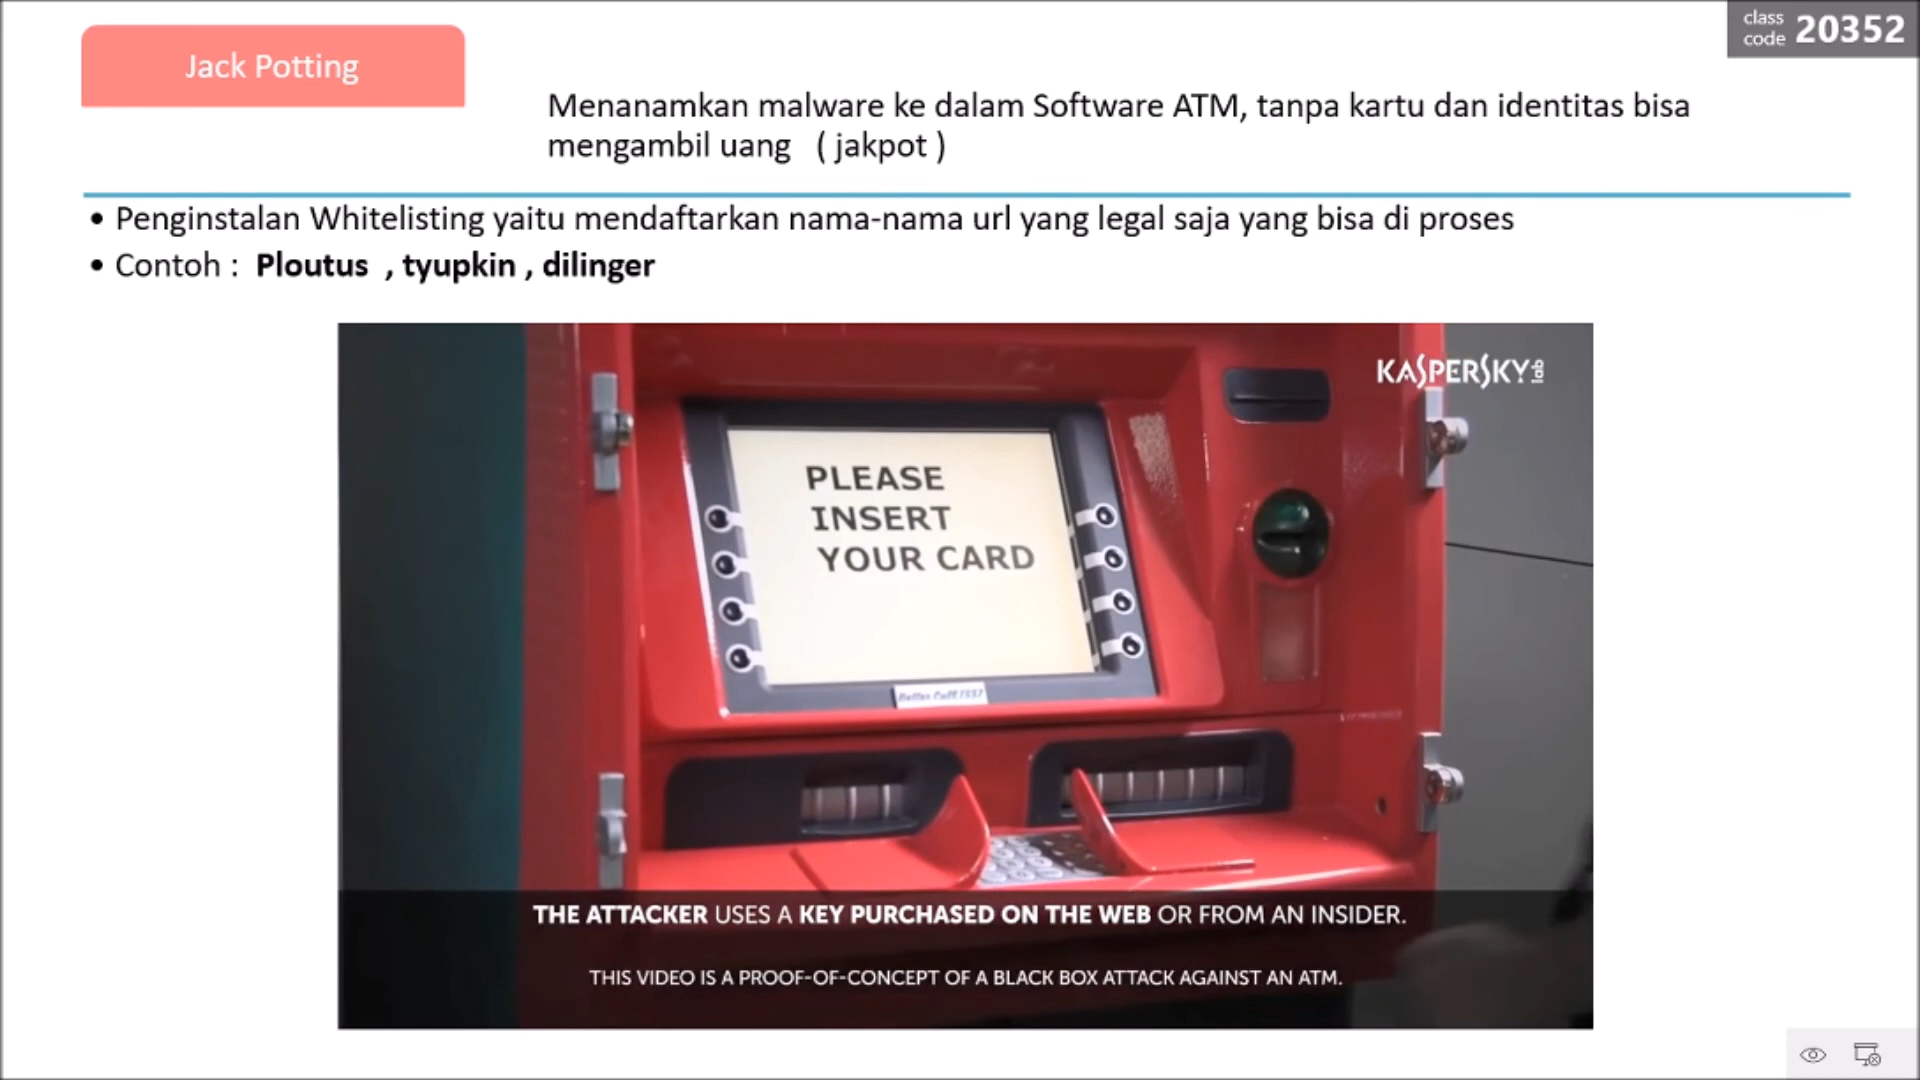 class code 20352
Jack Potting
Menanamkan malware ke dalam Software ATM, tanpa kartu dan identitas bisa
mengambil uang ( jakpot )
• Penginstalan Whitelisting yaitu mendaftarkan nama-nama url yang legal saja yang bisa di proses
• Contoh : Ploutus , tyupkin , dilinger
KASPERSKY lab
PLEASE
INSERT
YOUR CARD
Better Call 1557
THE ATTACKER USES A KEY PURCHASED ON THE WEB OR FROM AN INSIDER.
THIS VIDEO IS A PROOF-OF-CONCEPT OF A BLACK BOX ATTACK AGAINST AN ATM.